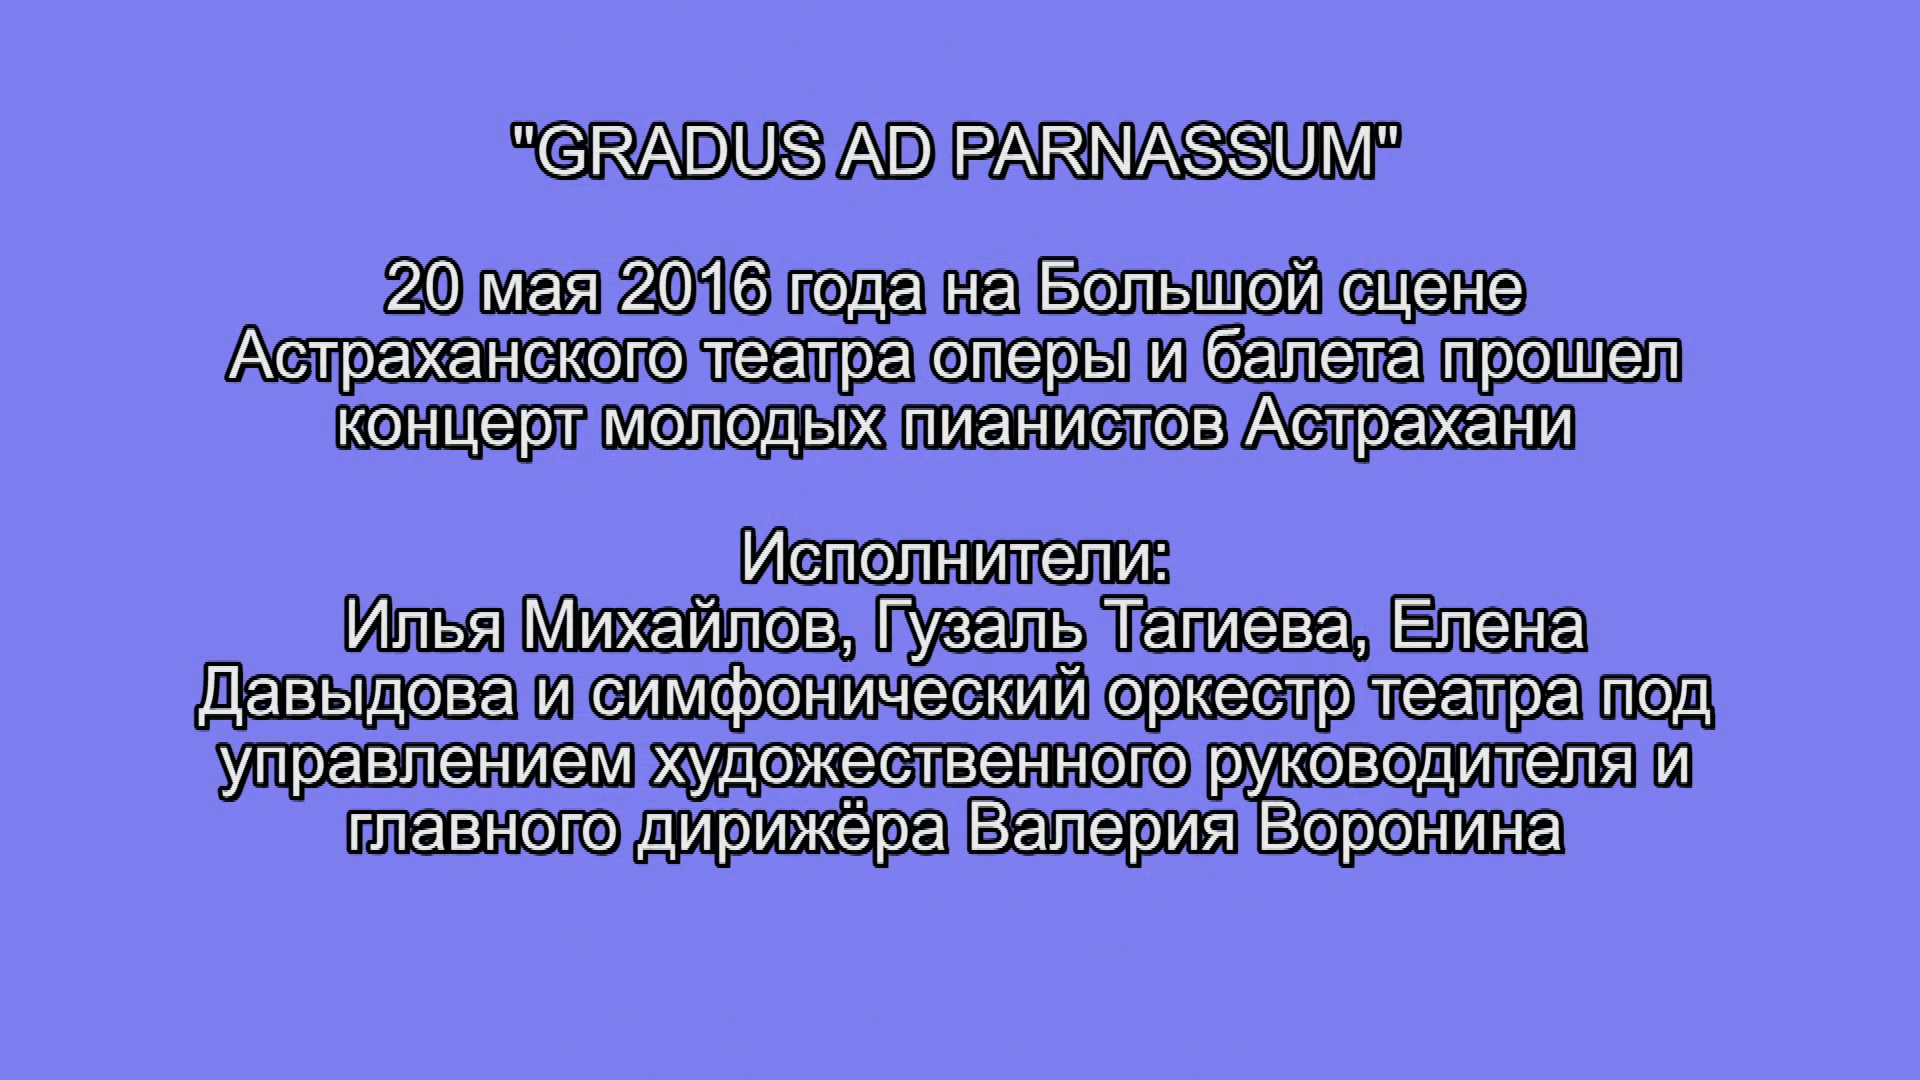 "GRADUS AD PARNASSUM"
20 мая 2016 года на Большой сцене
Астраханского театра оперы и балета прошел
концерт молодых пианистов Астрахани
Исполнители:
Илья Михайлов, Гузаль Тагиева, Елена
Давыдова и симфонический оркестр театра под
управлением художественного руководителя и
главного дирижёра Валерия Воронина